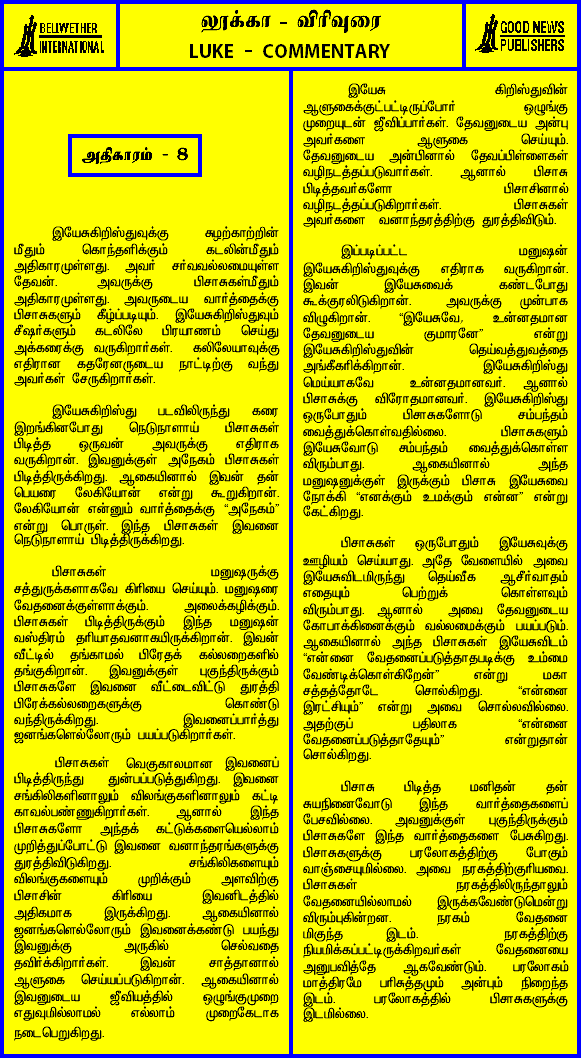 BELWETHER
INTERNATIONAL
லூக்கா - விரிவுரை
LUKE - COMMENTARY
GOOD NEWS
PUBLISHERS
அதிகாரம் - 8
இயேசுகிறிஸ்துவுக்கு சுழற்காற்றின்
மீதும் கொந்தளிக்கும் கடலின்மீதும்
அதிகாரமுள்ளது. அவர் சர்வவல்லமையுள்ள
தேவன். அவருக்கு பிசாசுகள்மீதும்
அதிகாரமுள்ளது. அவருடைய வார்த்தைக்கு
பிசாசுகளும் கீழ்ப்படியும். இயேசுகிறிஸ்துவும்
சீஷர்களும் கடலிலே பிரயாணம் செய்து
அக்கரைக்கு வருகிறார்கள். கலிலேயாவுக்கு
எதிரான கதரேனருடைய நாட்டிற்கு வந்து
அவர்கள் சேருகிறார்கள்.
இயேசுகிறிஸ்து படவிலிருந்து கரை
இறங்கினபோது நெடுநாளாய் பிசாசுகள்
பிடித்த ஒருவன் அவருக்கு எதிராக
வருகிறான். இவனுக்குள் அநேகம் பிசாசுகள்
பிடித்திருக்கிறது. ஆகையினால் இவன் தன்
பெயரை லேகியோன் என்று கூறுகிறான்.
லேகியோன் என்னும் வார்த்தைக்கு “அநேகம்”
என்று பொருள். இந்த பிசாசுகள் இவனை
நெடுநாளாய் பிடித்திருக்கிறது.
பிசாசுகள் மனுஷருக்கு
சத்துருக்களாகவே கிரியை செய்யும். மனுஷரை
வேதனைக்குள்ளாக்கும். அலைக்கழிக்கும்.
பிசாசுகள் பிடித்திருக்கும் இந்த மனுஷன்
வஸ்திரம் தரியாதவனாகயிருக்கிறான். இவன்
வீட்டில் தங்காமல் பிரேதக் கல்லறைகளில்
தங்குகிறான். இவனுக்குள் புகுந்திருக்கும்
பிசாசுகளே இவனை வீட்டைவிட்டு துரத்தி
பிரேக்கல்லறைகளுக்கு கொண்டு
வந்திருக்கிறது. இவனைப்பார்த்து
ஜனங்களெல்லோரும் பயப்படுகிறார்கள்.
பிசாசுகள் வெகுகாலமான இவனைப்
பிடித்திருந்து துன்பப்படுத்துகிறது. இவனை
சங்கிலிகளினாலும் விலங்குகளினாலும் கட்டி
காவல்பண்ணுகிறார்கள். ஆனால் இந்த
பிசாசுகளோ அந்தக் கட்டுக்களையெல்லாம்
முறித்துப்போட்டு இவனை வனாந்தரங்களுக்கு
துரத்திவிடுகிறது. சங்கிலிகளையும்
விலங்குகளையும் முறிக்கும் அளவிற்கு
பிசாசின் கிரியை இவனிடத்தில்
அதிகமாக இருக்கிறது. ஆகையினால்
ஜனங்களெல்லோரும் இவனைக்கண்டு பயந்து
இவனுக்கு அருகில் செல்வதை
தவிர்க்கிறார்கள். இவன் சாத்தானால்
ஆளுகை செய்யப்படுகிறான். ஆகையினால்
இவனுடைய ஜீவியத்தில் ஒழுங்குமுறை
எதுவுமில்லாமல் எல்லாம் முறைகேடாக
நடைபெறுகிறது.
இயேசு கிறிஸ்துவின்
ஆளுகைக்குட்பட்டிருப்போர் ஒழுங்கு
முறையுடன் ஜீவிப்பார்கள். தேவனுடைய அன்பு
அவர்களை ஆளுகை செய்யும்.
தேவனுடைய அன்பினால் தேவப்பிள்ளைகள்
வழிநடத்தப்படுவார்கள். ஆனால் பிசாசு
பிடித்தவர்களோ பிசாசினால்
வழிநடத்தப்படுகிறார்கள். பிசாசுகள்
அவர்களை வனாந்தரத்திற்கு துரத்திவிடும்.
இப்படிப்பட்ட மனுஷன்
இயேசுகிறிஸ்துவுக்கு எதிராக வருகிறான்.
இவன் இயேசுவைக் கண்டபோது
கூக்குரலிடுகிறான். அவருக்கு முன்பாக
விழுகிறான். “இயேசுவே, உன்னதமான
தேவனுடைய குமாரனே” என்று
இயேசுகிறிஸ்துவின் தெய்வத்துவத்தை
அங்கீகரிக்கிறான். இயேசுகிறிஸ்து
மெய்யாகவே உன்னதமானவர். ஆனால்
பிசாசுக்கு விரோதமானவர். இயேசுகிறிஸ்து
ஒருபோதும் பிசாசுகளோடு சம்பந்தம்
வைத்துக்கொள்வதில்லை. பிசாசுகளும்
இயேசுவோடு சம்பந்தம் வைத்துக்கொள்ள
விரும்பாது. ஆகையினால் அந்த
மனுஷனுக்குள் இருக்கும் பிசாசு இயேசுவை
நோக்கி “எனக்கும் உமக்கும் என்ன” என்று
கேட்கிறது.
பிசாசுகள் ஒருபோதும் இயேசுவுக்கு
ஊழியம் செய்யாது. அதே வேளையில் அவை
இயேசுவிடமிருந்து தெய்வீக ஆசீர்வாதம்
எதையும் பெற்றுக் கொள்ளவும்
விரும்பாது. ஆனால் அவை தேவனுடைய
கோபாக்கினைக்கும் வல்லமைக்கும் பயப்படும்.
ஆகையினால் அந்த பிசாசுகள் இயேசுவிடம்
“என்னை வேதனைப்படுத்தாதபடிக்கு உம்மை
வேண்டிக்கொள்கிறேன்” என்று மகா
சத்தத்தோடே சொல்கிறது. “என்னை
இரட்சியும்” என்று அவை சொல்லவில்லை.
அதற்குப் பதிலாக “என்னை
வேதனைப்படுத்தாதேயும்” என்றுதான்
சொல்கிறது.
பிசாசு பிடித்த மனிதன் தன்
சுயநினைவோடு இந்த வார்த்தைகளைப்
பேசவில்லை. அவனுக்குள் புகுந்திருக்கும்
பிசாசுகளே இந்த வார்த்தைகளை பேசுகிறது.
பிசாசுகளுக்கு பரலோகத்திற்கு போகும்
வாஞ்சையுமில்லை. அவை நரகத்திற்குரியவை.
பிசாசுகள் நரகத்திலிருந்தாலும்
வேதனையில்லாமல் இருக்கவேண்டுமென்று
விரும்புகின்றன. நரகம் வேதனை
மிகுந்த இடம். நரகத்திற்கு
நியமிக்கப்பட்டிருக்கிறவர்கள் வேதனையை
அனுபவித்தே ஆகவேண்டும். பரலோகம்
மாத்திரமே பரிசுத்தமும் அன்பும் நிறைந்த
இடம். பரலோகத்தில் பிசாசுகளுக்கு
இடமில்லை.